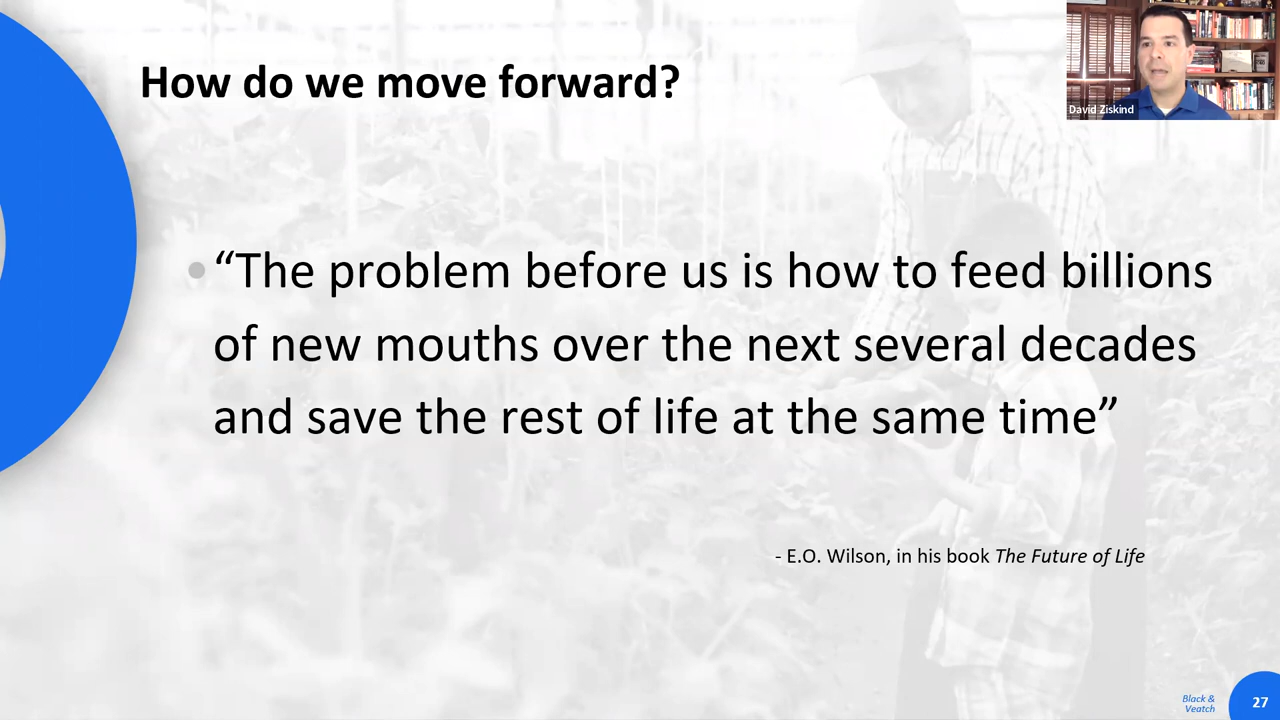 How do we move forward?
David Ziskind
“The problem before us is how to feed billions
of new mouths over the next several decades
and save the rest of life at the same time”
- E.O. Wilson, in his book The Future of Life
Black &
Veatch
27